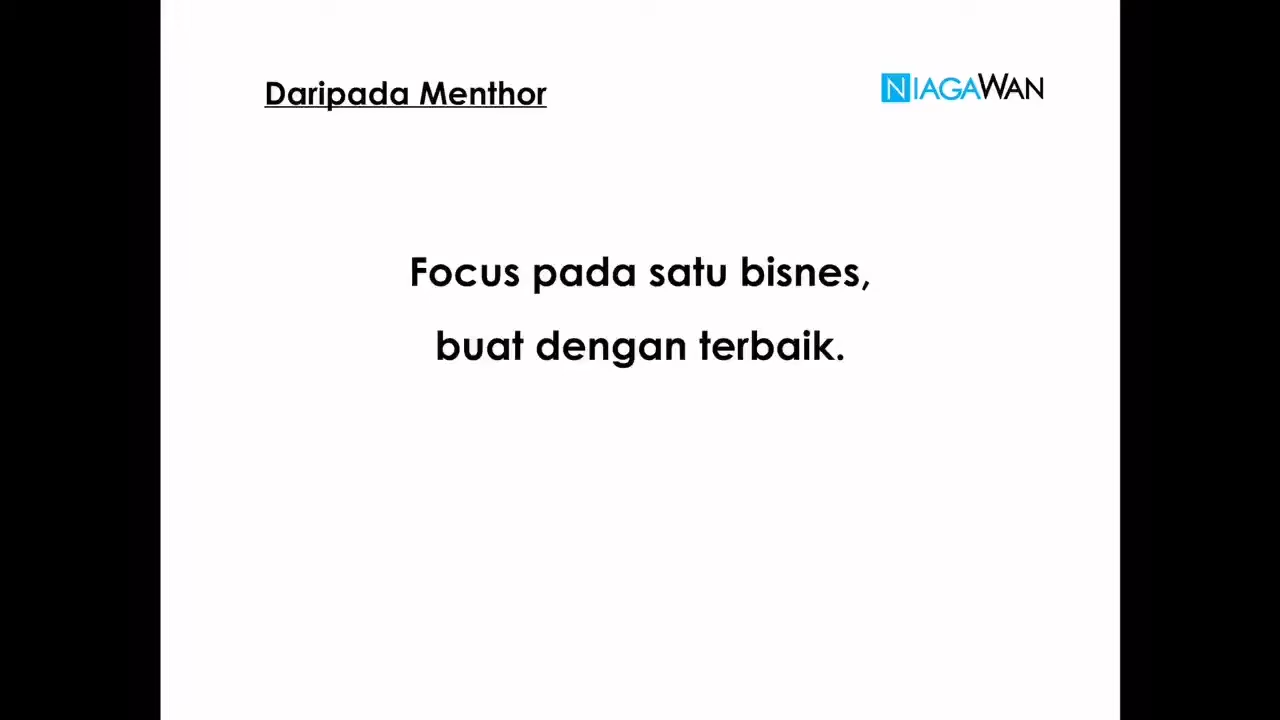 Daripada Menthor
NIAGAWAN
Focus pada satu bisnes,
buat dengan terbaik.